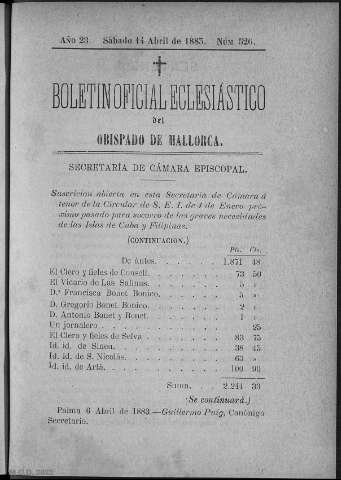 Año 23. Sábado 14 Abril de 1883. Núm. 526.
BOLETIN OFICIAL ECLESIÁSTICO
del
OBISPADO DE MALLORCA.
SECRETARÍA DE CÁMARA EPISCOPAL.
Suscricion abierta en esta Secretaría de Cámara á
tenor de la Circular de S. E. I. de 4 de Enero pró-
ximo pasado para socorro de las graves necesidades
de las Islas de Cuba y Filipinas.
(CONTINUACION.)
Pts. Cts.
De ántes. . . . . . . 1.871 48
El Clero y fieles de Consell. . . . . . . 73 50
El Vicario de Las Salinas. . . . . . . 5 »
D.ª Francisca Bonet Bonico. . . . . . . 5 »
D. Gregorio Bonet Bonico. . . . . . . 2 »
D. Antonio Bonet y Bonet. . . . . . . 1 »
Un jornalero . . . . . . . 25
El Clero y fieles de Selva . . . . . . . 83 75
Id. id. de Sineu. . . . . . . 38 45
Id. id. de S. Nicolás. . . . . . . 63 »
Id. id. de Artá. . . . . . . 100 90
Suma. . . . . . . 2.244 33
(Se continuará.)
Palma 6 Abril de 1883.—Guillermo Puig, Canónigo
Secretario.